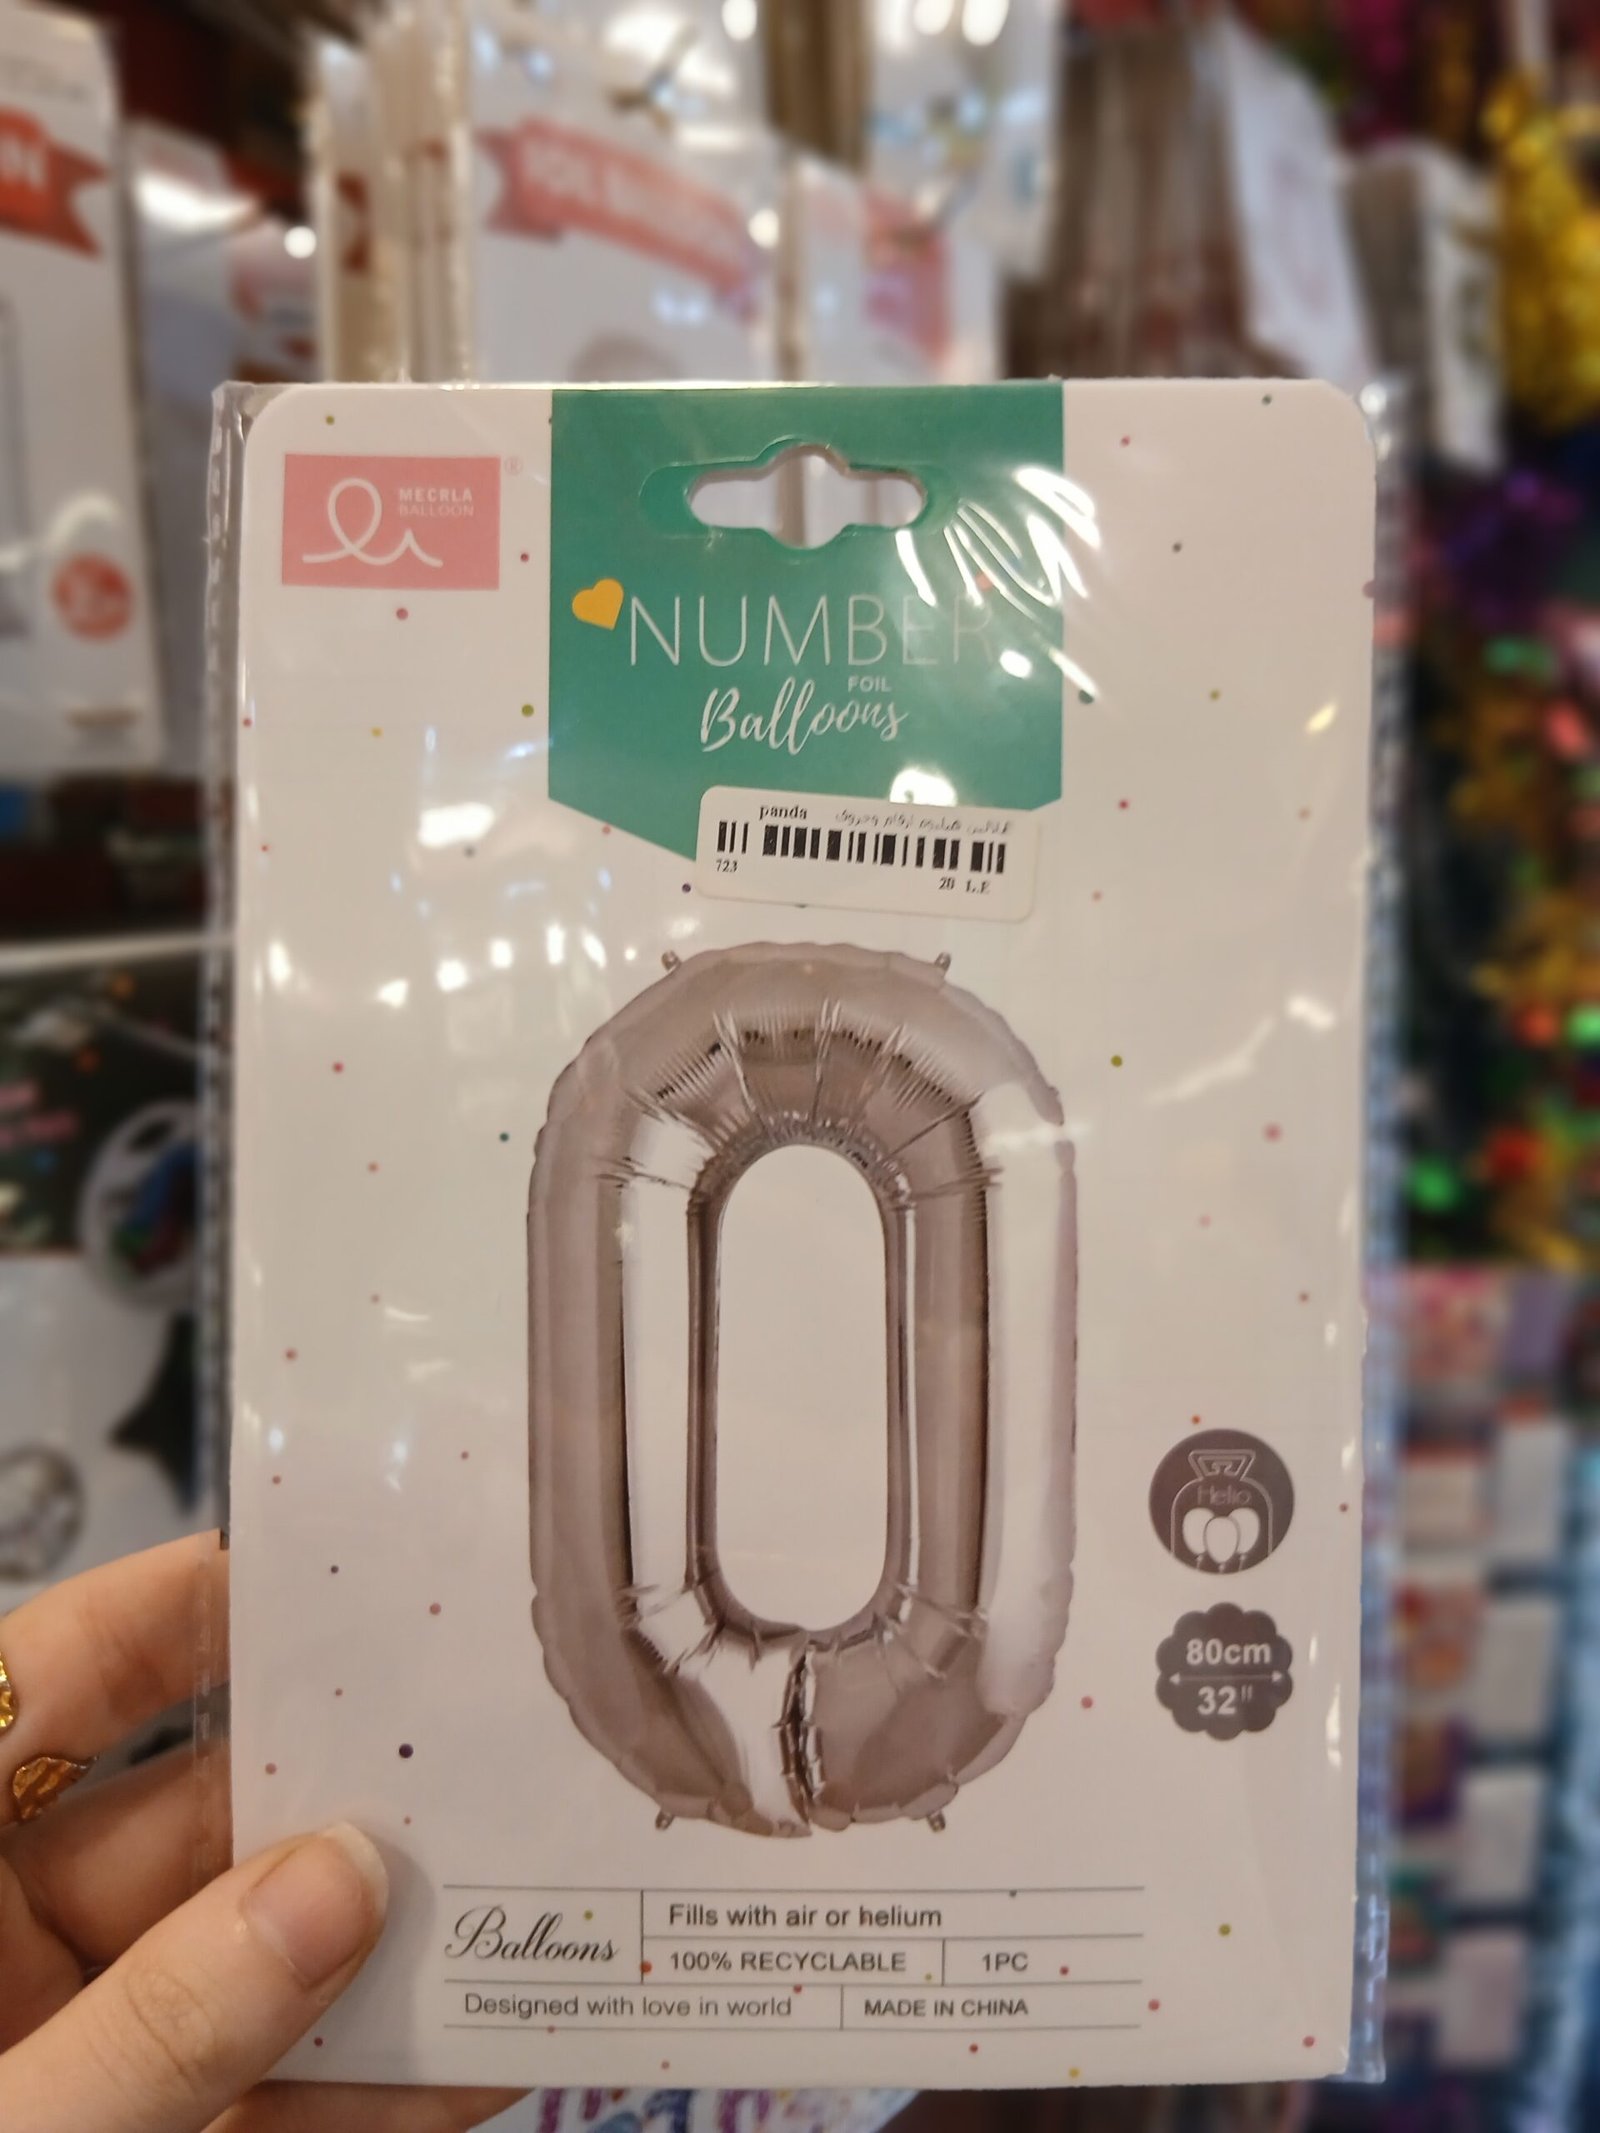 MECRLA
BALLOON
®
NUMBER
FOIL
Balloons
panda
723
20 L.E
Helio
80cm
32"
Balloons
Fills with air or helium
100% RECYCLABLE
1PC
Designed with love in world
MADE IN CHINA